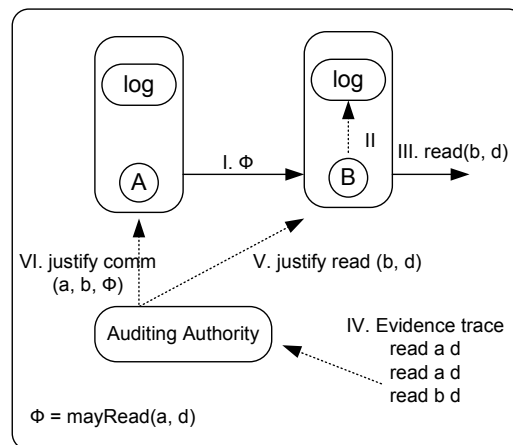 log
log
II
III. read(b, d)
I. Φ
A
B
VI. justify comm
(a, b, Φ)
V. justify read (b, d)
Auditing Authority
IV. Evidence trace
read a d
read a d
read b d
Φ = mayRead(a, d)